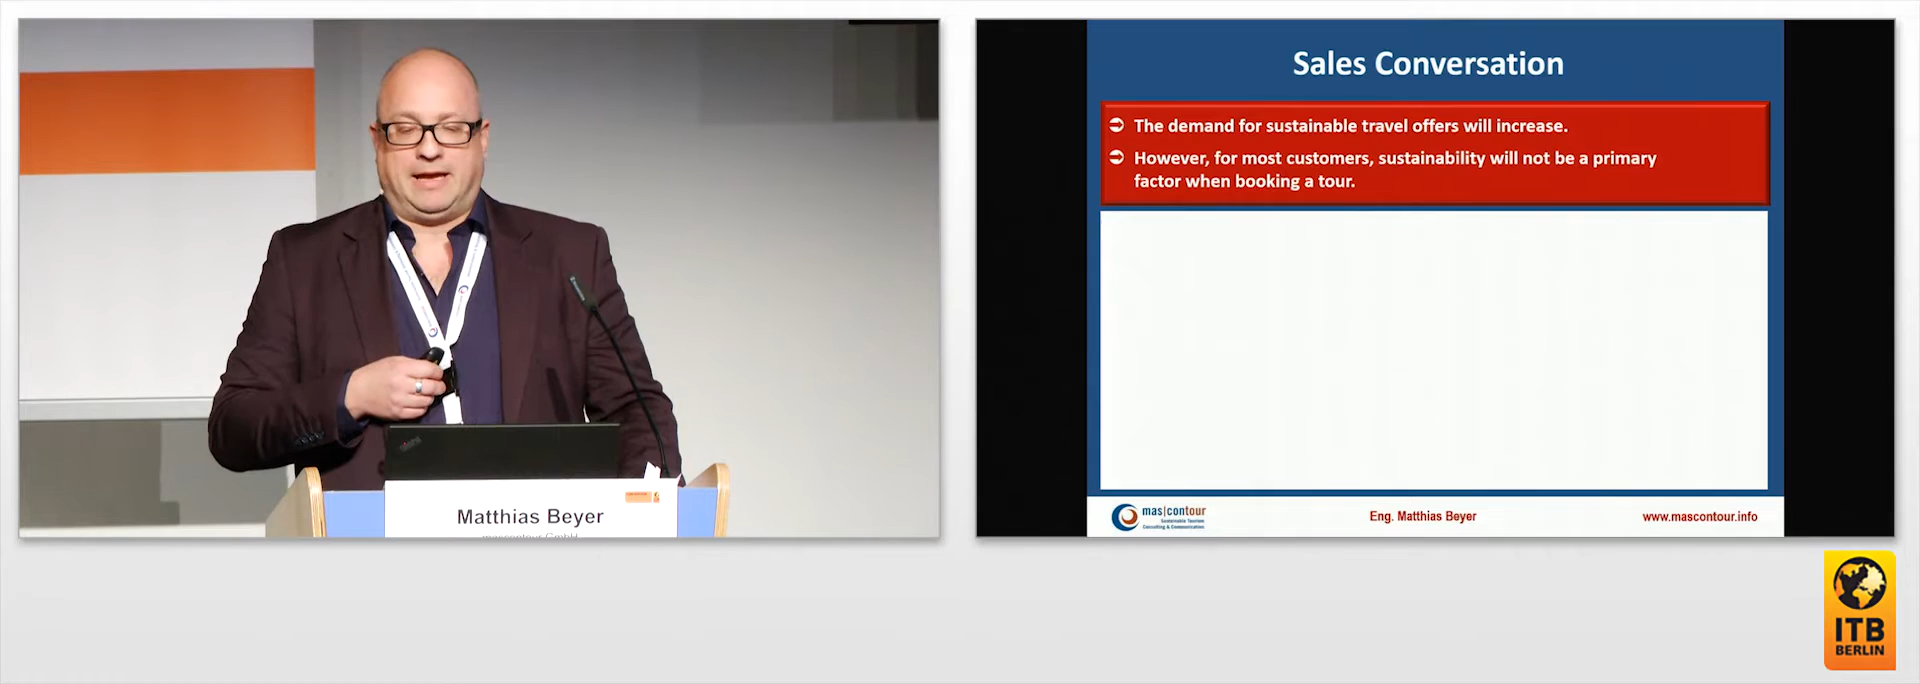 Matthias Beyer
mascontour GmbH
Sales Conversation
The demand for sustainable travel offers will increase.
However, for most customers, sustainability will not be a primary
factor when booking a tour.
mas|contour
Sustainable Tourism
Consulting & Communication
Eng. Matthias Beyer
www.mascontour.info
ITB
BERLIN